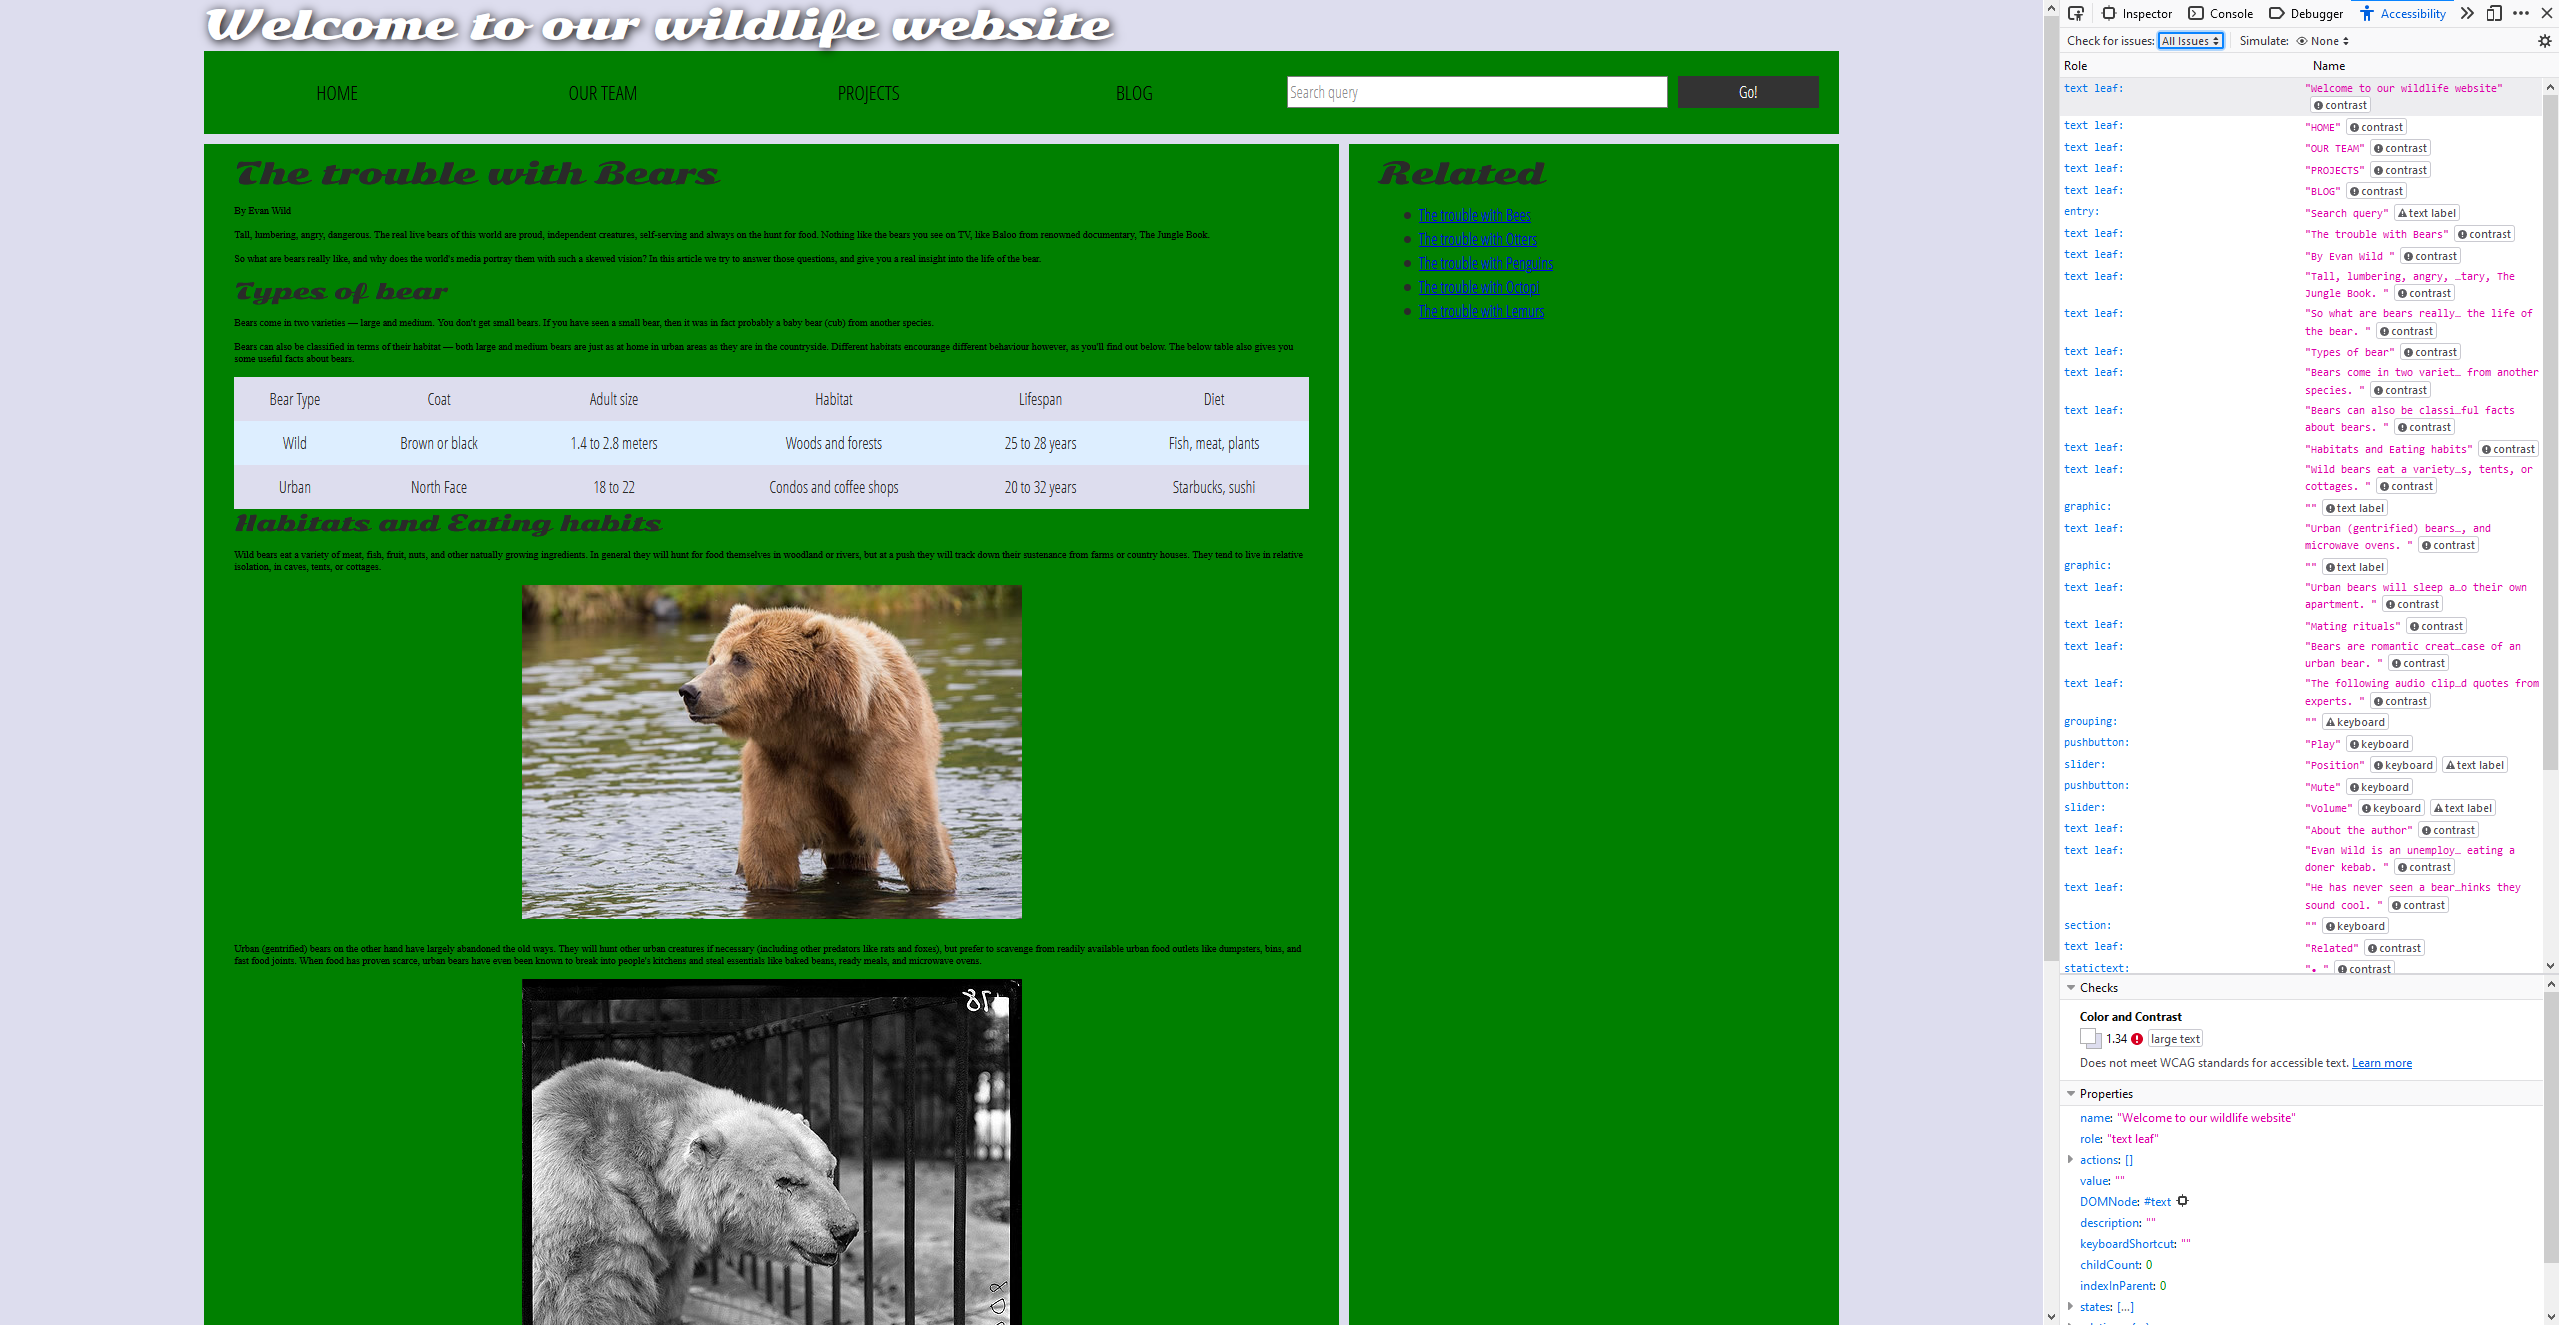 Welcome to our wildlife website
HOME OUR TEAM PROJECTS BLOG Search query Go!
The trouble with Bears
By Evan Wild
Tall, lumbering, angry, dangerous. The real live bears of this world are proud, independent creatures, self-serving and always on the hunt for food. Nothing like the bears you see on TV, like Baloo from renowned documentary, The Jungle Book.
So what are bears really like, and why does the world's media portray them with such a skewed vision? In this article we try to answer those questions, and give you a real insight into the life of the bear.
Types of bear
Bears come in two varieties — large and medium. You don't get small bears. If you have seen a small bear, then it was in fact probably a baby bear (cub) from another species.
Bears can also be classified in terms of their habitat — both large and medium bears are just as at home in urban areas as they are in the countryside. Different habitats encourange different behaviour however, as you'll find out below. The below table also gives you
some useful facts about bears.
Bear Type Coat Adult size Habitat Lifespan Diet
Wild Brown or black 1.4 to 2.8 meters Woods and forests 25 to 28 years Fish, meat, plants
Urban North Face 18 to 22 Condos and coffee shops 20 to 32 years Starbucks, sushi
Habitats and Eating habits
Wild bears eat a variety of meat, fish, fruit, nuts, and other natually growing ingredients. In general they will hunt for food themselves in woodland or rivers, but at a push they will track down their sustenance from farms or country houses. They tend to live in relative
isolation, in caves, tents, or cottages.
Urban (gentrified) bears on the other hand have largely abandoned the old ways. They will hunt other urban creatures if necessary (including other predators like rats and foxes), but prefer to scavenge from readily available urban food outlets like dumpsters, bins, and
fast food joints. When food has proven scarce, urban bears have even been known to break into people's kitchens and steal essentials like baked beans, ready meals, and microwave ovens.
Related
The trouble with Bees
The trouble with Otters
The trouble with Penguins
The trouble with Octopi
The trouble with Lemurs
Inspector Console Debugger Accessibility
Check for issues: All Issues Simulate: None
Role Name
text leaf: "Welcome to our wildlife website"
contrast
text leaf: "HOME" contrast
text leaf: "OUR TEAM" contrast
text leaf: "PROJECTS" contrast
text leaf: "BLOG" contrast
entry: "Search query" text label
text leaf: "The trouble with Bears" contrast
text leaf: "By Evan Wild " contrast
text leaf: "Tall, lumbering, angry, …tary, The
Jungle Book. " contrast
text leaf: "So what are bears really… the life of
the bear. " contrast
text leaf: "Types of bear" contrast
text leaf: "Bears come in two variet… from another
species. " contrast
text leaf: "Bears can also be classi…ful facts
about bears. " contrast
text leaf: "Habitats and Eating habits" contrast
text leaf: "Wild bears eat a variety…s, tents, or
cottages. " contrast
graphic: "" text label
text leaf: "Urban (gentrified) bears…, and
microwave ovens. " contrast
graphic: "" text label
text leaf: "Urban bears will sleep a…o their own
apartment. " contrast
text leaf: "Mating rituals" contrast
text leaf: "Bears are romantic creat…case of an
urban bear. " contrast
text leaf: "The following audio clip…d quotes from
experts. " contrast
grouping: "" keyboard
pushbutton: "Play" keyboard
slider: "Position" keyboard text label
pushbutton: "Mute" keyboard
slider: "Volume" keyboard text label
text leaf: "About the author" contrast
text leaf: "Evan Wild is an unemploy… eating a
doner kebab. " contrast
text leaf: "He has never seen a bear…hinks they
sound cool. " contrast
section: "" keyboard
text leaf: "Related" contrast
statictext: "• " contrast
Checks
Color and Contrast
1.34 large text
Does not meet WCAG standards for accessible text. Learn more
Properties
name: "Welcome to our wildlife website"
role: "text leaf"
actions: []
value: ""
DOMNode: #text
description: ""
keyboardShortcut: ""
childCount: 0
indexInParent: 0
states: […]